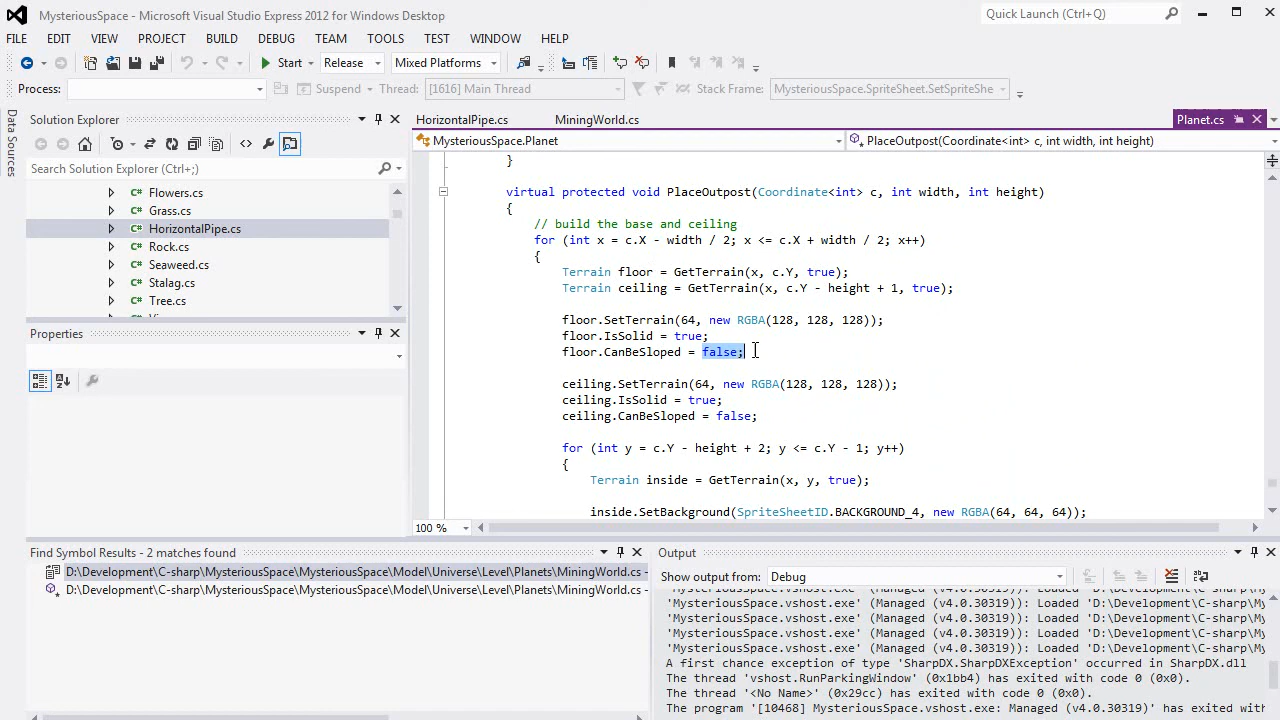 MysteriousSpace - Microsoft Visual Studio Express 2012 for Windows Desktop
Quick Launch (Ctrl+Q)
FILE EDIT VIEW PROJECT BUILD DEBUG TEAM TOOLS TEST WINDOW HELP
Start Release Mixed Platforms
Process: Suspend Thread: [1616] Main Thread Stack Frame: MysteriousSpace.SpriteSheet.SetSpriteShe
Data Sources
Solution Explorer
Search Solution Explorer (Ctrl+;)
C# Flowers.cs
C# Grass.cs
C# HorizontalPipe.cs
C# Rock.cs
C# Seaweed.cs
C# Stalag.cs
C# Tree.cs
Properties
HorizontalPipe.cs MiningWorld.cs Planet.cs
MysteriousSpace.Planet PlaceOutpost(Coordinate<int> c, int width, int height)
}
virtual protected void PlaceOutpost(Coordinate<int> c, int width, int height)
{
// build the base and ceiling
for (int x = c.X - width / 2; x <= c.X + width / 2; x++)
{
Terrain floor = GetTerrain(x, c.Y, true);
Terrain ceiling = GetTerrain(x, c.Y - height + 1, true);
floor.SetTerrain(64, new RGBA(128, 128, 128));
floor.IsSolid = true;
floor.CanBeSloped = false;
ceiling.SetTerrain(64, new RGBA(128, 128, 128));
ceiling.IsSolid = true;
ceiling.CanBeSloped = false;
for (int y = c.Y - height + 2; y <= c.Y - 1; y++)
{
Terrain inside = GetTerrain(x, y, true);
inside.SetBackground(SpriteSheetID.BACKGROUND_4, new RGBA(64, 64, 64));
100 %
Find Symbol Results - 2 matches found
D:\Development\C-sharp\MysteriousSpace\MysteriousSpace\Model\Universe\Level\Planets\MiningWorld.cs -
D:\Development\C-sharp\MysteriousSpace\MysteriousSpace\Model\Universe\Level\Planets\MiningWorld.cs -
Output
Show output from: Debug
'MysteriousSpace.vshost.exe' (Managed (v4.0.30319)): Loaded 'D:\Development\C-sharp\My
'MysteriousSpace.vshost.exe' (Managed (v4.0.30319)): Loaded 'D:\Development\C-sharp\My
'MysteriousSpace.vshost.exe' (Managed (v4.0.30319)): Loaded 'D:\Development\C-sharp\My
'MysteriousSpace.vshost.exe' (Managed (v4.0.30319)): Loaded 'D:\Development\C-sharp\My
'MysteriousSpace.vshost.exe' (Managed (v4.0.30319)): Loaded 'D:\Development\C-sharp\My
A first chance exception of type 'SharpDX.SharpDXException' occurred in SharpDX.dll
The thread 'vshost.RunParkingWindow' (0x1bb4) has exited with code 0 (0x0).
The thread '<No Name>' (0x29cc) has exited with code 0 (0x0).
The program '[10468] MysteriousSpace.vshost.exe: Managed (v4.0.30319)' has exited with